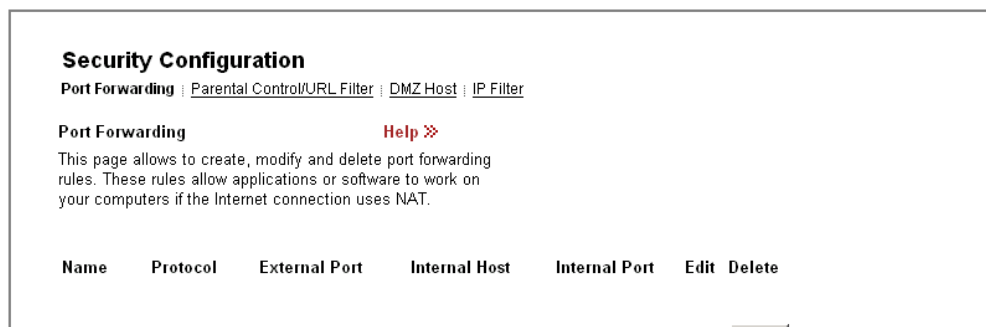 Security Configuration
Port Forwarding | Parental Control/URL Filter | DMZ Host | IP Filter
Port Forwarding Help »
This page allows to create, modify and delete port forwarding
rules. These rules allow applications or software to work on
your computers if the Internet connection uses NAT.
Name Protocol External Port Internal Host Internal Port Edit Delete